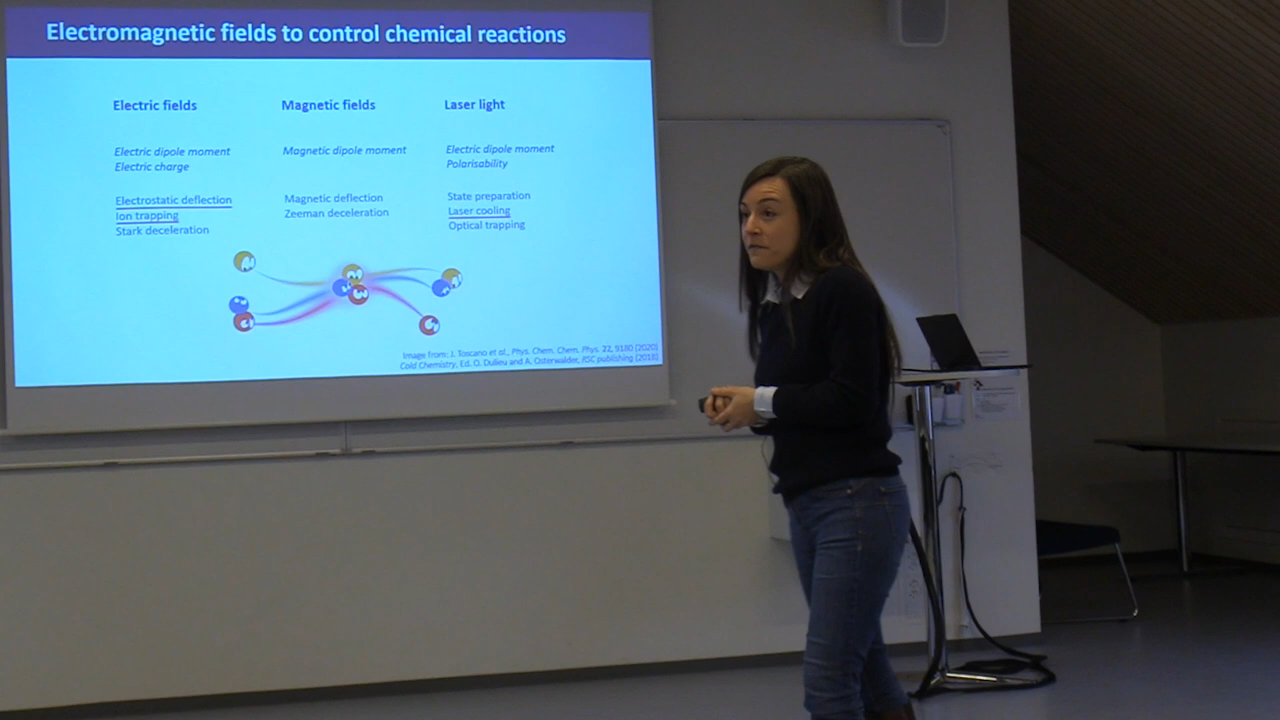 Electromagnetic fields to control chemical reactions
Electric fields
Magnetic fields
Laser light
Electric dipole moment
Electric charge
Magnetic dipole moment
Electric dipole moment
Polarisability
Electrostatic deflection
Ion trapping
Stark deceleration
Magnetic deflection
Zeeman deceleration
State preparation
Laser cooling
Optical trapping
Image from: J. Toscano et al., Phys. Chem. Chem. Phys. 22, 9180 (2020)
Cold Chemistry, Ed. O. Dulieu and A. Osterwalder, RSC publishing (2018)